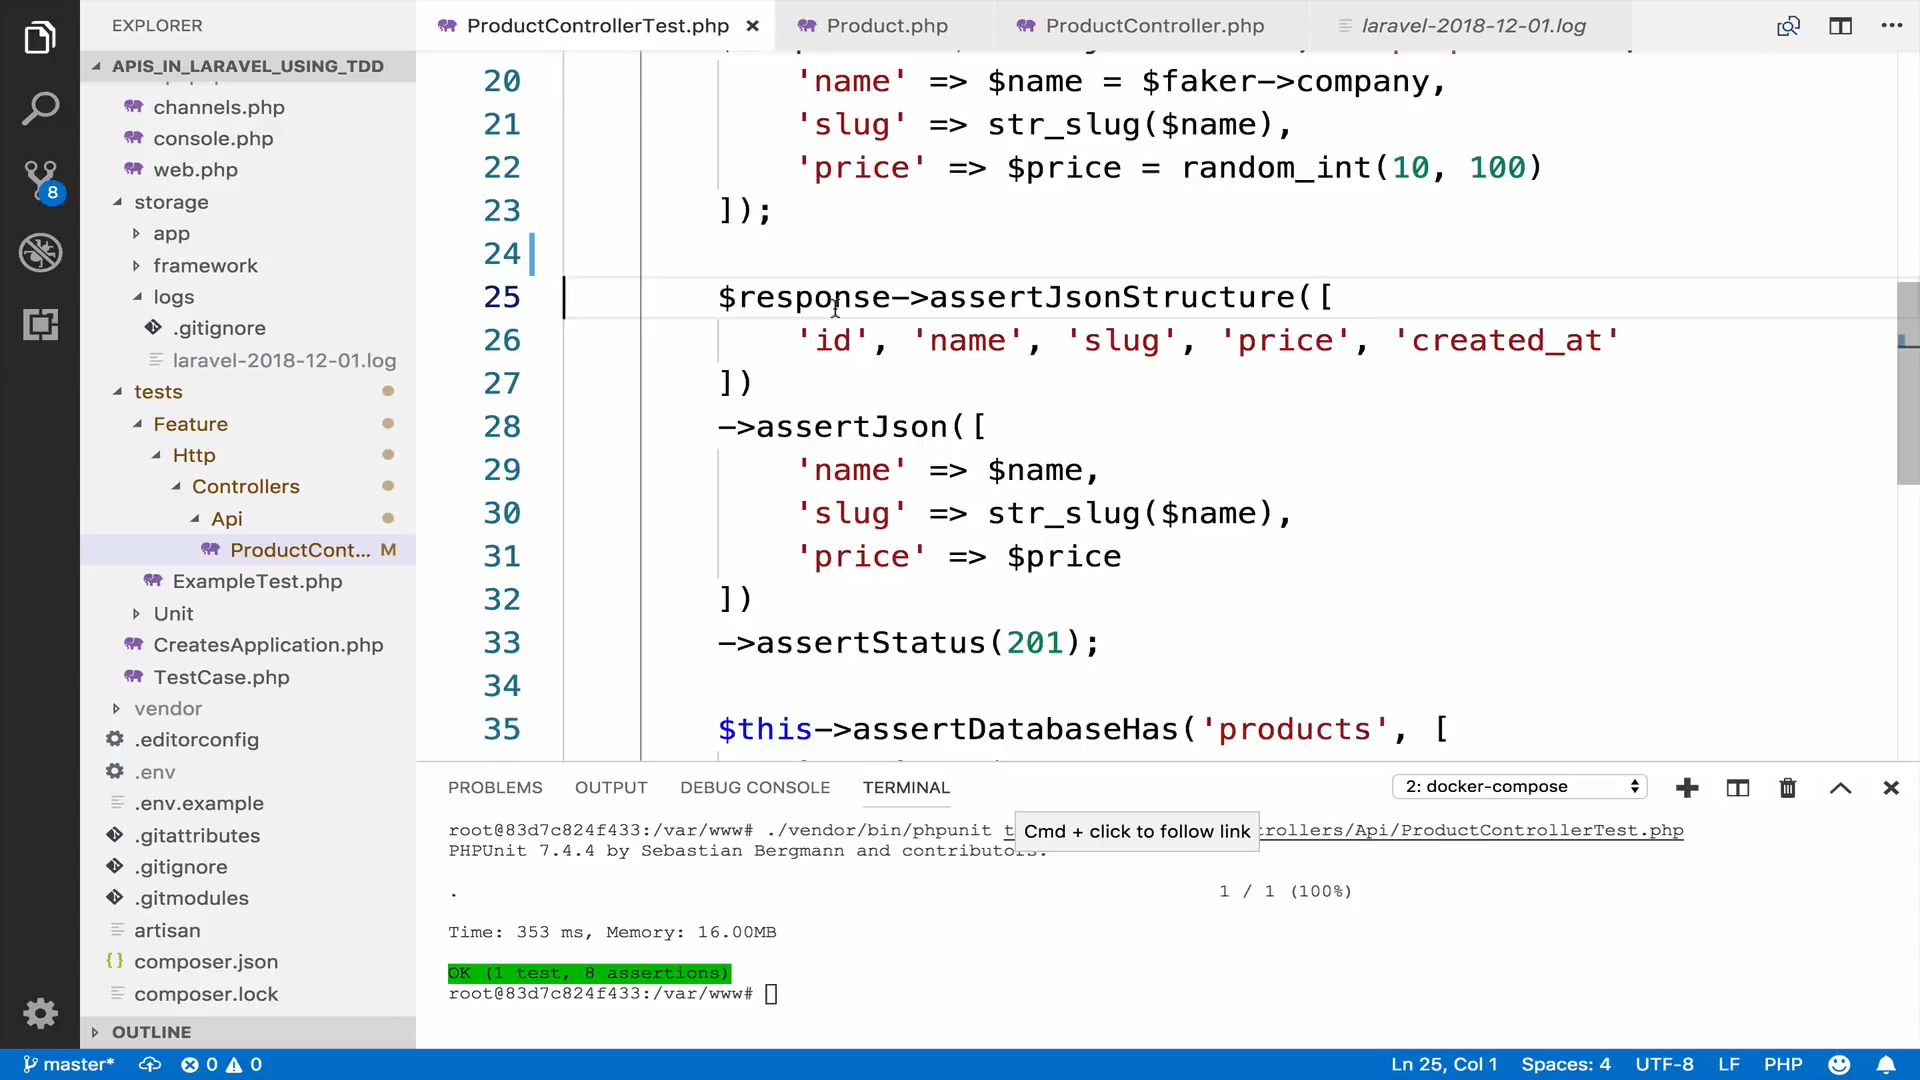 EXPLORER
APIS_IN_LARAVEL_USING_TDD
channels.php
console.php
web.php
storage
app
framework
logs
.gitignore
laravel-2018-12-01.log
tests
Feature
Http
Controllers
Api
ProductCont... M
ExampleTest.php
Unit
CreatesApplication.php
TestCase.php
vendor
.editorconfig
.env
.env.example
.gitattributes
.gitignore
.gitmodules
artisan
composer.json
composer.lock
OUTLINE
8
ProductControllerTest.php
Product.php
ProductController.php
laravel-2018-12-01.log
20 'name' => $name = $faker->company,
21 'slug' => str_slug($name),
22 'price' => $price = random_int(10, 100)
23 ]);
24
25 $response->assertJsonStructure([
26 'id', 'name', 'slug', 'price', 'created_at'
27 ])
28 ->assertJson([
29 'name' => $name,
30 'slug' => str_slug($name),
31 'price' => $price
32 ])
33 ->assertStatus(201);
34
35 $this->assertDatabaseHas('products', [
PROBLEMS OUTPUT DEBUG CONSOLE TERMINAL 2: docker-compose
root@83d7c824f433:/var/www# ./vendor/bin/phpunit t
Cmd + click to follow link
rollers/Api/ProductControllerTest.php
PHPUnit 7.4.4 by Sebastian Bergmann and contributors.
. 1 / 1 (100%)
Time: 353 ms, Memory: 16.00MB
OK (1 test, 8 assertions)
root@83d7c824f433:/var/www#
master* 0 0 Ln 25, Col 1 Spaces: 4 UTF-8 LF PHP